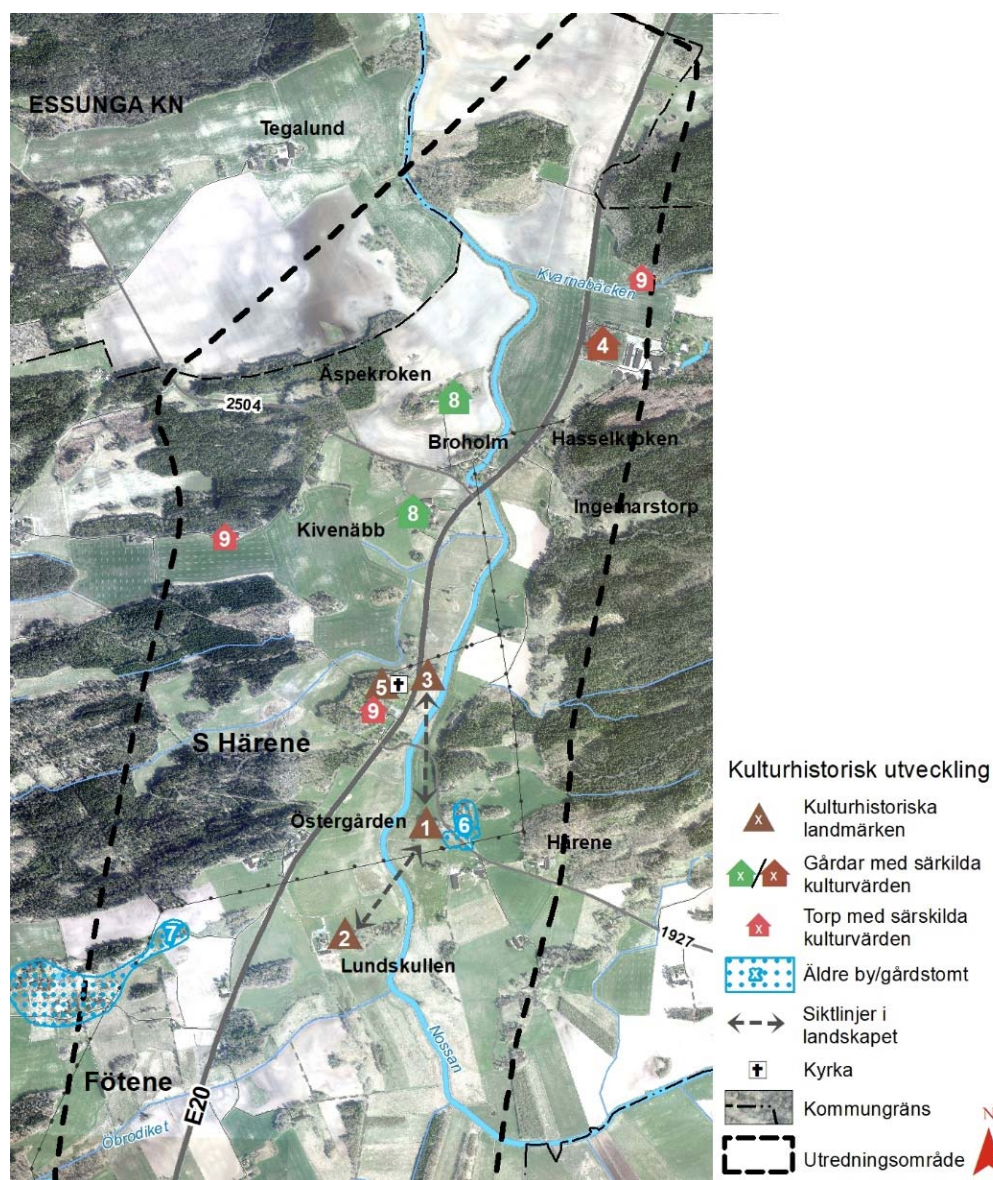 ESSUNGA KN
Tegalund
Kvarnabäcken
9
4
Äspekroken
2504
8
Broholm
Hasselkroken
8
Ingemarstorp
Kivenäbb
9
5
3
9
S Härene
Östergården
1
6
Härene
7
2
1927
Lundskullen
Nossan
Fötene
E20
Öbrodiket
Kulturhistorisk utveckling
x
Kulturhistoriska
landmärken
x
x
Gårdar med särkilda
kulturvärden
x
Torp med särskilda
kulturvärden
x
Äldre by/gårdstomt
Siktlinjer i
landskapet
Kyrka
Kommungräns
Utredningsområde
N